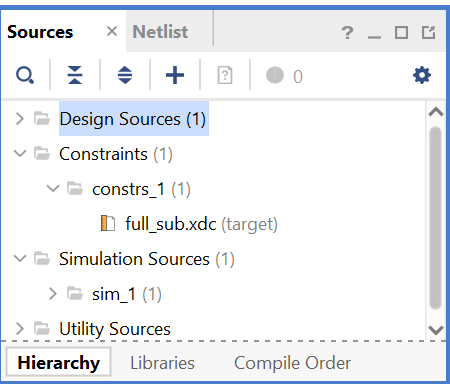 Sources × Netlist ? _
0
Design Sources (1)
Constraints (1)
constrs_1 (1)
full_sub.xdc (target)
Simulation Sources (1)
sim_1 (1)
Utility Sources
Hierarchy Libraries Compile Order